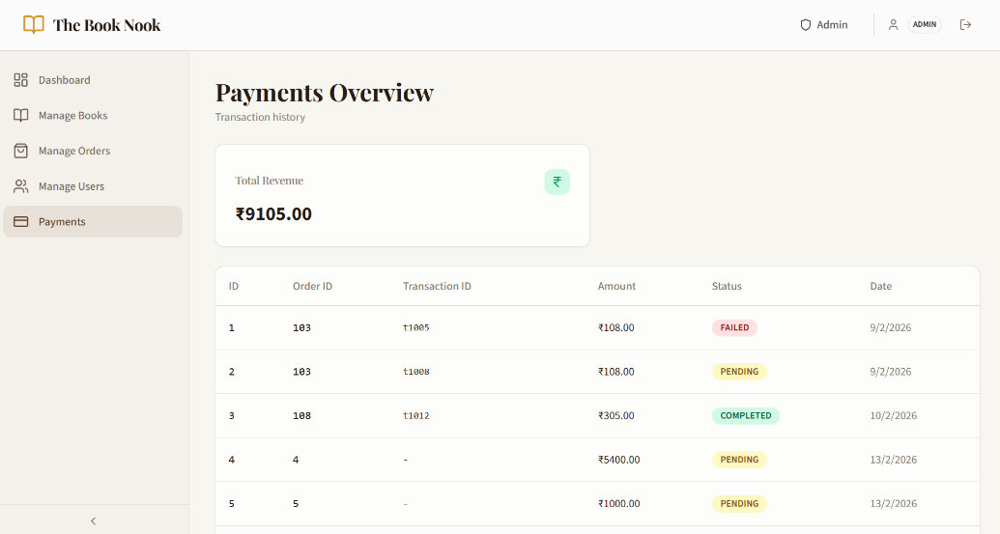 The Book Nook Admin ADMIN
Dashboard
Manage Books
Manage Orders
Manage Users
Payments
Payments Overview
Transaction history
Total Revenue ₹
₹9105.00
ID Order ID Transaction ID Amount Status Date
1 103 t1005 ₹108.00 FAILED 9/2/2026
2 103 t1008 ₹108.00 PENDING 9/2/2026
3 108 t1012 ₹305.00 COMPLETED 10/2/2026
4 4 - ₹5400.00 PENDING 13/2/2026
5 5 - ₹1000.00 PENDING 13/2/2026